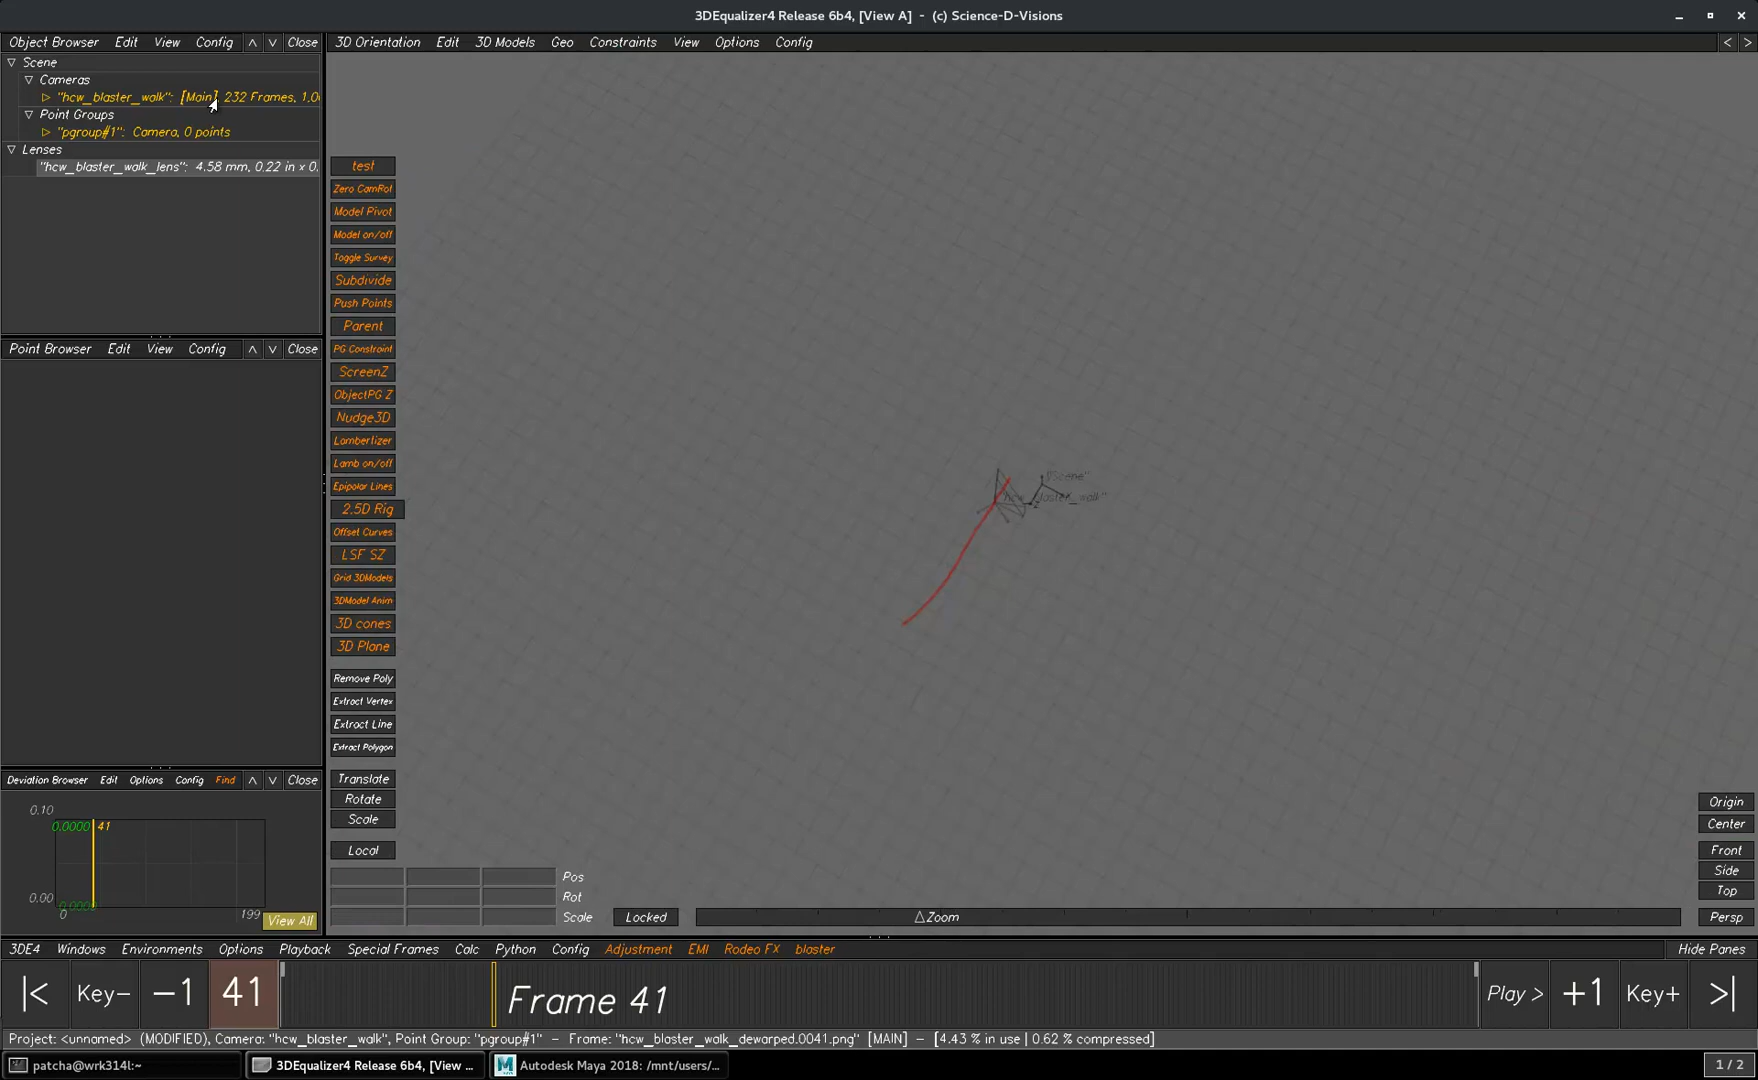 3DEqualizer4 Release 6b4, [View A] - (c) Science-D-Visions
Object Browser Edit View Config Close
3D Orientation Edit 3D Models Geo Constraints View Options Config < >
Scene
Cameras
"hcw_blaster_walk": [Main], 232 Frames, 1.0
Point Groups
"pgroup#1": Camera, 0 points
Lenses
"hcw_blaster_walk_lens": 4.58 mm, 0.22 in x 0.
test
Zero CamRot
Model Pivot
Model on/off
Toggle Survey
Subdivide
Push Points
Parent
PG Constraint
ScreenZ
ObjectPG Z
Nudge3D
Lamberlizer
Lamb on/off
Epipolar Lines
2.5D Rig
Offset Curves
LSF SZ
Grid 3DModels
3DModel Anim
3D cones
3D Plane
Remove Poly
Extract Vertex
Extract Line
Extract Polygon
Translate
Rotate
Scale
Local
"Scene"
"hcw_blaster_walk"
Point Browser Edit View Config Close
Deviation Browser Edit Options Config Find Close
0.10
0.0000 41
0.00
0.0000
0 199
View All
Pos
Rot
Scale Locked Zoom
Origin
Center
Front
Side
Top
Persp
3DE4 Windows Environments Options Playback Special Frames Calc Python Config Adjustment EMI Rodeo FX blaster Hide Panes
|< Key- -1 41 Frame 41 Play > +1 Key+ >|
Project: <unnamed> (MODIFIED), Camera: "hcw_blaster_walk", Point Group: "pgroup#1" - Frame: "hcw_blaster_walk_dewarped.0041.png" [MAIN] - [4.43 % in use | 0.62 % compressed]
patcha@wrk314l:~ 3DEqualizer4 Release 6b4, [View ... Autodesk Maya 2018: /mnt/users/... 1 / 2